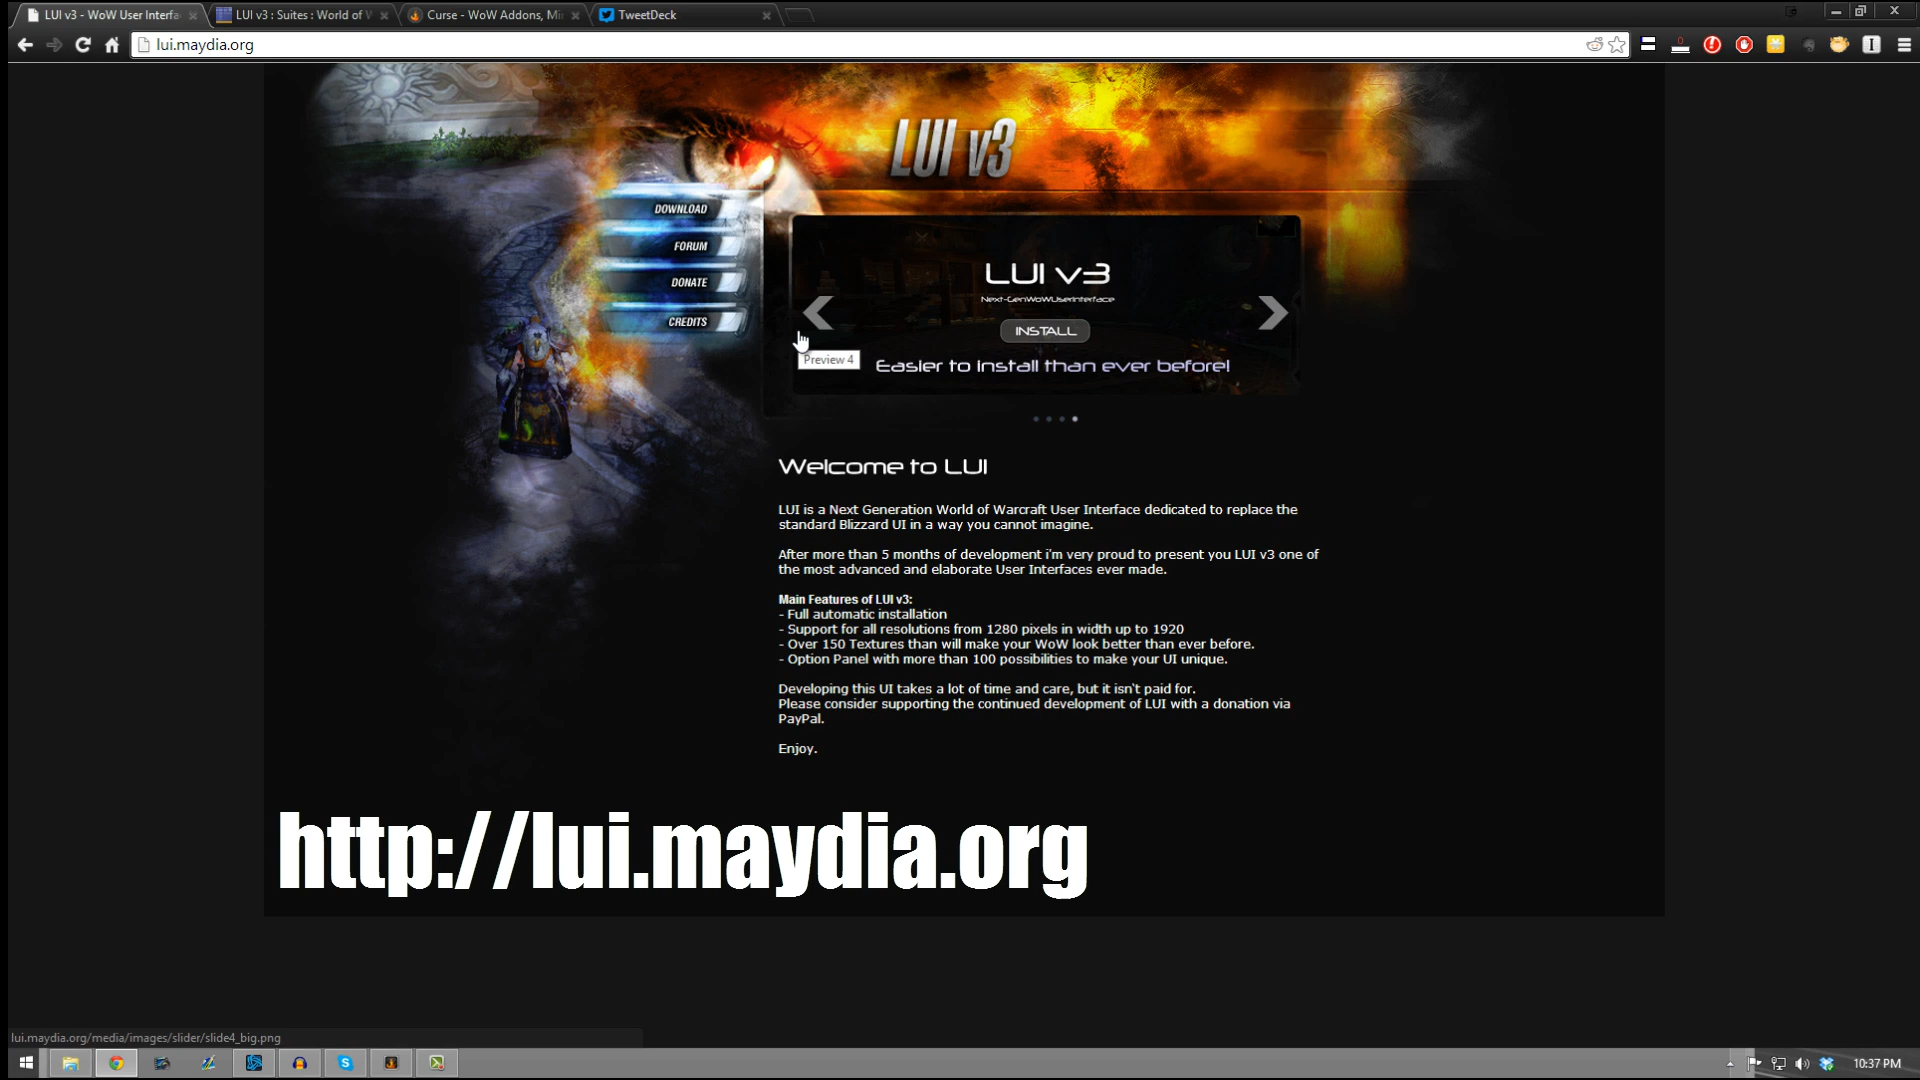 LUI v3 - WoW User Interfa
LUI v3 : Suites : World of W
Curse - WoW Addons, Mi
TweetDeck
lui.maydia.org
LUI v3
DOWNLOAD
FORUM
DONATE
CREDITS
LUI v3
Next-GenWoWUserInterface
INSTALL
Easier to install than ever before!
Preview 4
Welcome to LUI
LUI is a Next Generation World of Warcraft User Interface dedicated to replace the
standard Blizzard UI in a way you cannot imagine.
After more than 5 months of development i'm very proud to present you LUI v3 one of
the most advanced and elaborate User Interfaces ever made.
Main Features of LUI v3:
- Full automatic installation
- Support for all resolutions from 1280 pixels in width up to 1920
- Over 150 Textures than will make your WoW look better than ever before.
- Option Panel with more than 100 possibilities to make your UI unique.
Developing this UI takes a lot of time and care, but it isn't paid for.
Please consider supporting the continued development of LUI with a donation via
PayPal.
Enjoy.
http://lui.maydia.org
lui.maydia.org/media/images/slider/slide4_big.png
10:37 PM